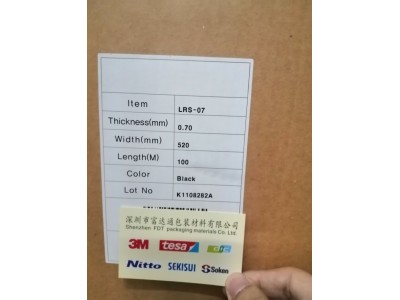 Item LRS-07
Thickness(mm) 0.70
Width(mm) 520
Length(M) 100
Color Black
Lot No K1108282A
深圳市富达通包装材料有限公司
Shenzhen FDT packaging materials Co. Ltd
3M tesa
Nitto SEKISUI Soken